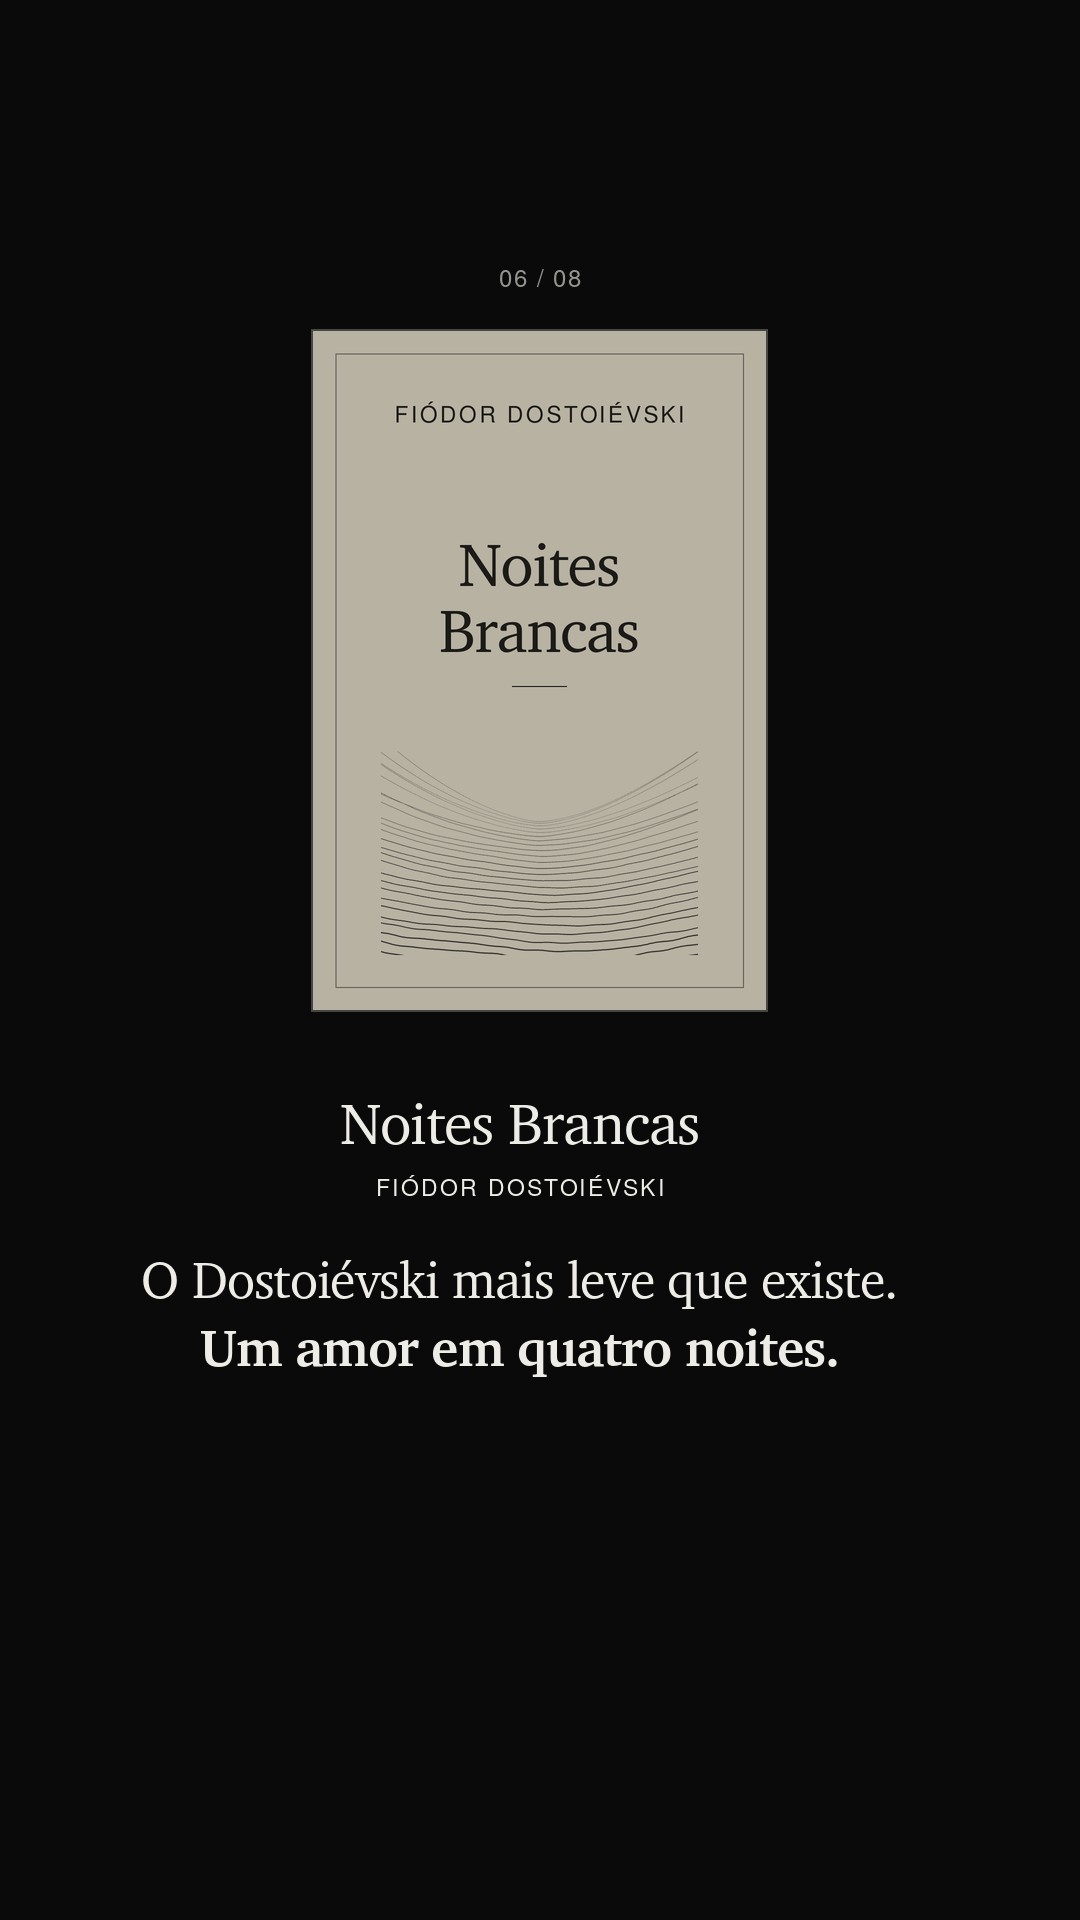 06 / 08
FIÓDOR DOSTOIÉVSKI
Noites
Brancas
Noites Brancas
FIÓDOR DOSTOIÉVSKI
O Dostoiévski mais leve que existe.
Um amor em quatro noites.